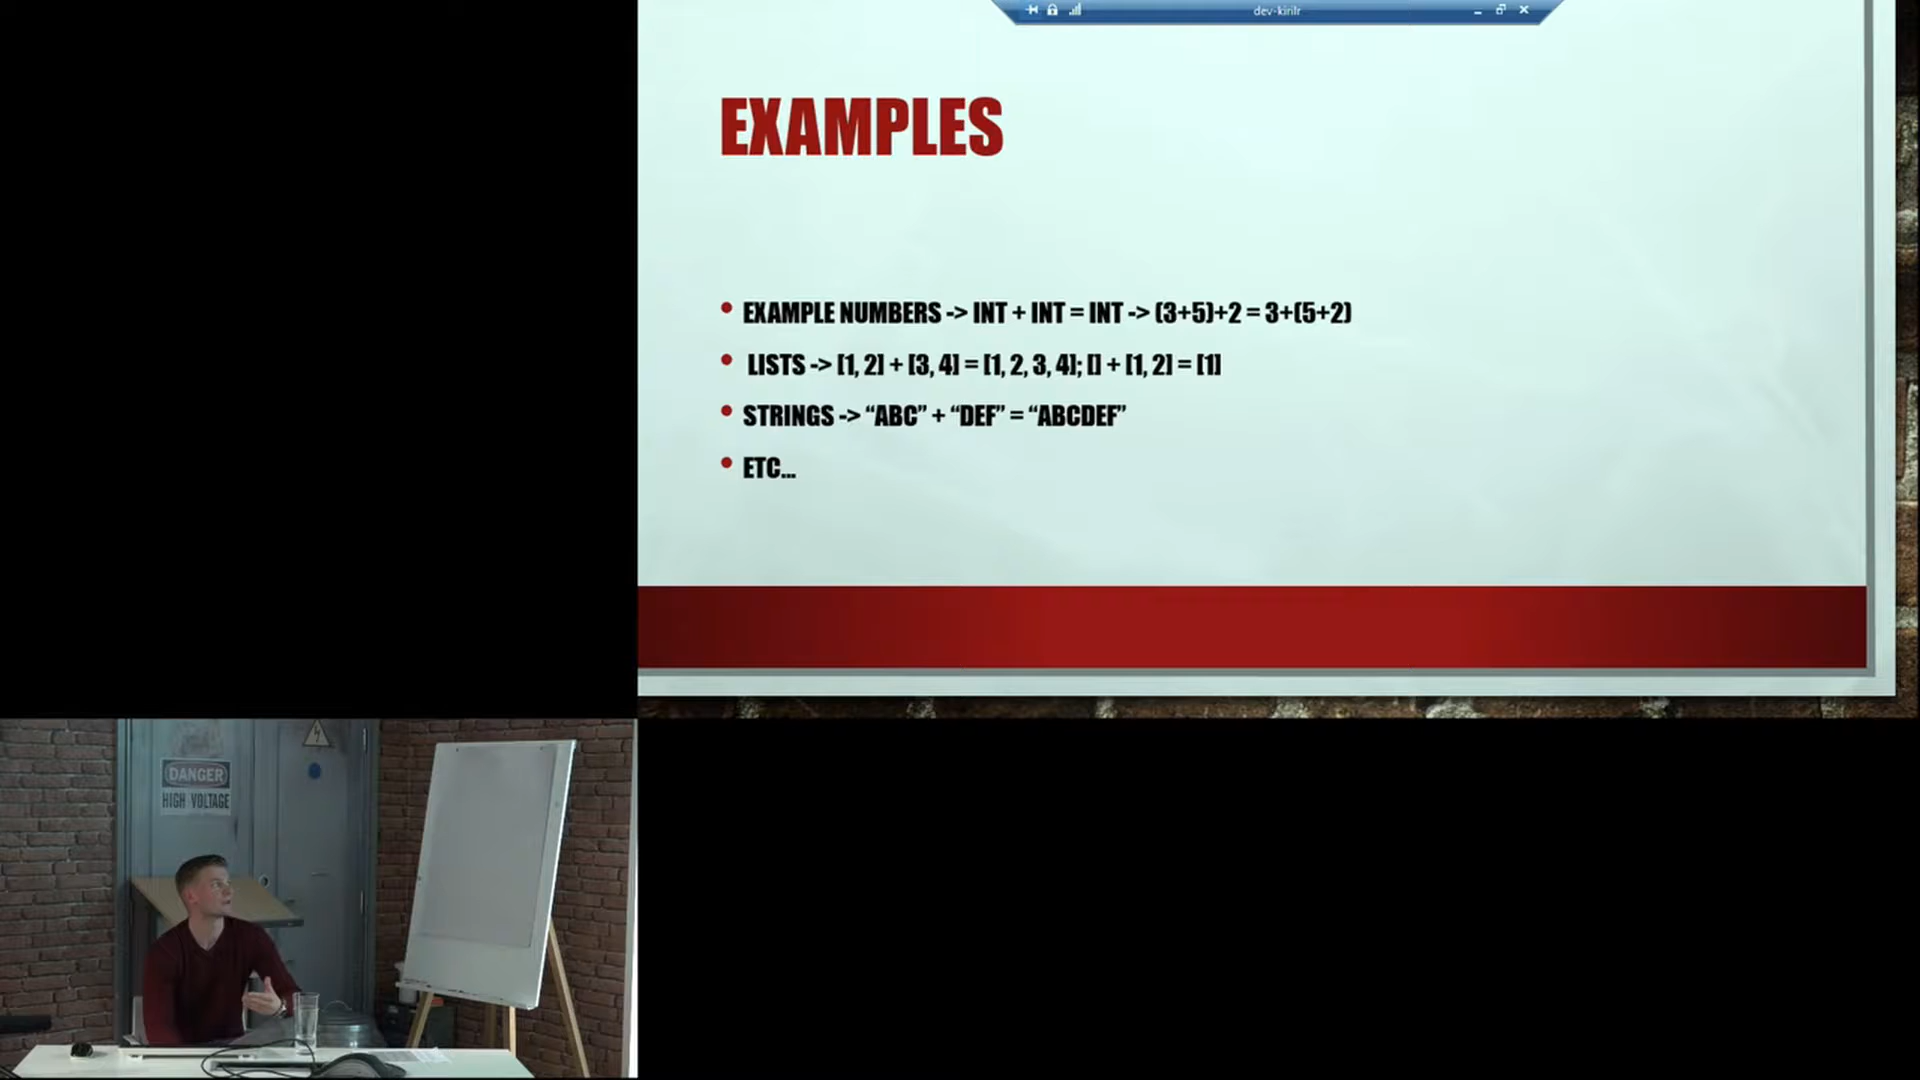 dev-kirilr
EXAMPLES
• EXAMPLE NUMBERS -> INT + INT = INT -> (3+5)+2 = 3+(5+2)
• LISTS -> [1, 2] + [3, 4] = [1, 2, 3, 4]; [] + [1, 2] = [1]
• STRINGS -> “ABC” + “DEF” = “ABCDEF”
• ETC...
DANGER
HIGH VOLTAGE